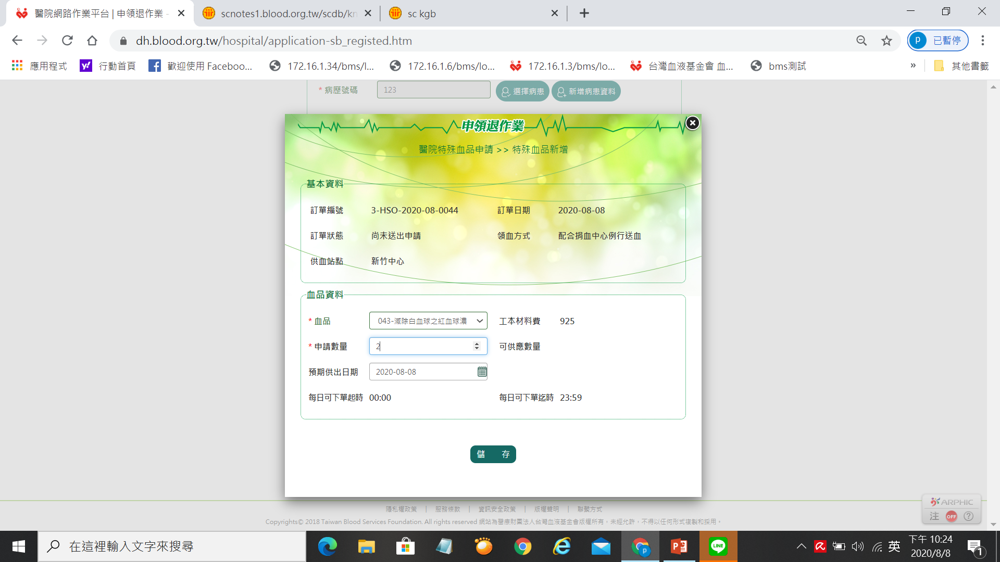 醫院網路作業平台 | 申領退作業 -
scnotes1.blood.org.tw/scdb/kn
sc kgb
dh.blood.org.tw/hospital/application-sb_registed.htm
p 已暫停
應用程式
行動首頁
歡迎使用 Faceboo...
172.16.1.34/bms/l...
172.16.1.6/bms/lo...
172.16.1.3/bms/lo...
台灣血液基金會 血...
bms測試
» 其他書籤
* 病歷號碼 123 選擇病患 新增病患資料
申領退作業
醫院特殊血品申請 >> 特殊血品新增
基本資料
訂單編號 3-HSO-2020-08-0044 訂單日期 2020-08-08
訂單狀態 尚未送出申請 領血方式 配合捐血中心例行送血
供血站點 新竹中心
血品資料
* 血品 043-減除白血球之紅血球濃 工本材料費 925
* 申請數量 2 可供應數量
預期供出日期 2020-08-08
每日可下單起時 00:00 每日可下單迄時 23:59
儲 存
隱私權政策 | 服務條款 | 資訊安全政策 | 版權聲明 | 聯繫方式
Copyrights© 2018 Taiwan Blood Services Foundation. All rights reserved 網站為醫療財團法人台灣血液基金會版權所有，未經允許，不得以任何形式複製和採用。
ARPHIC
注 OFF ?
在這裡輸入文字來搜尋
p
LINE
英
下午 10:24
2020/8/8
1